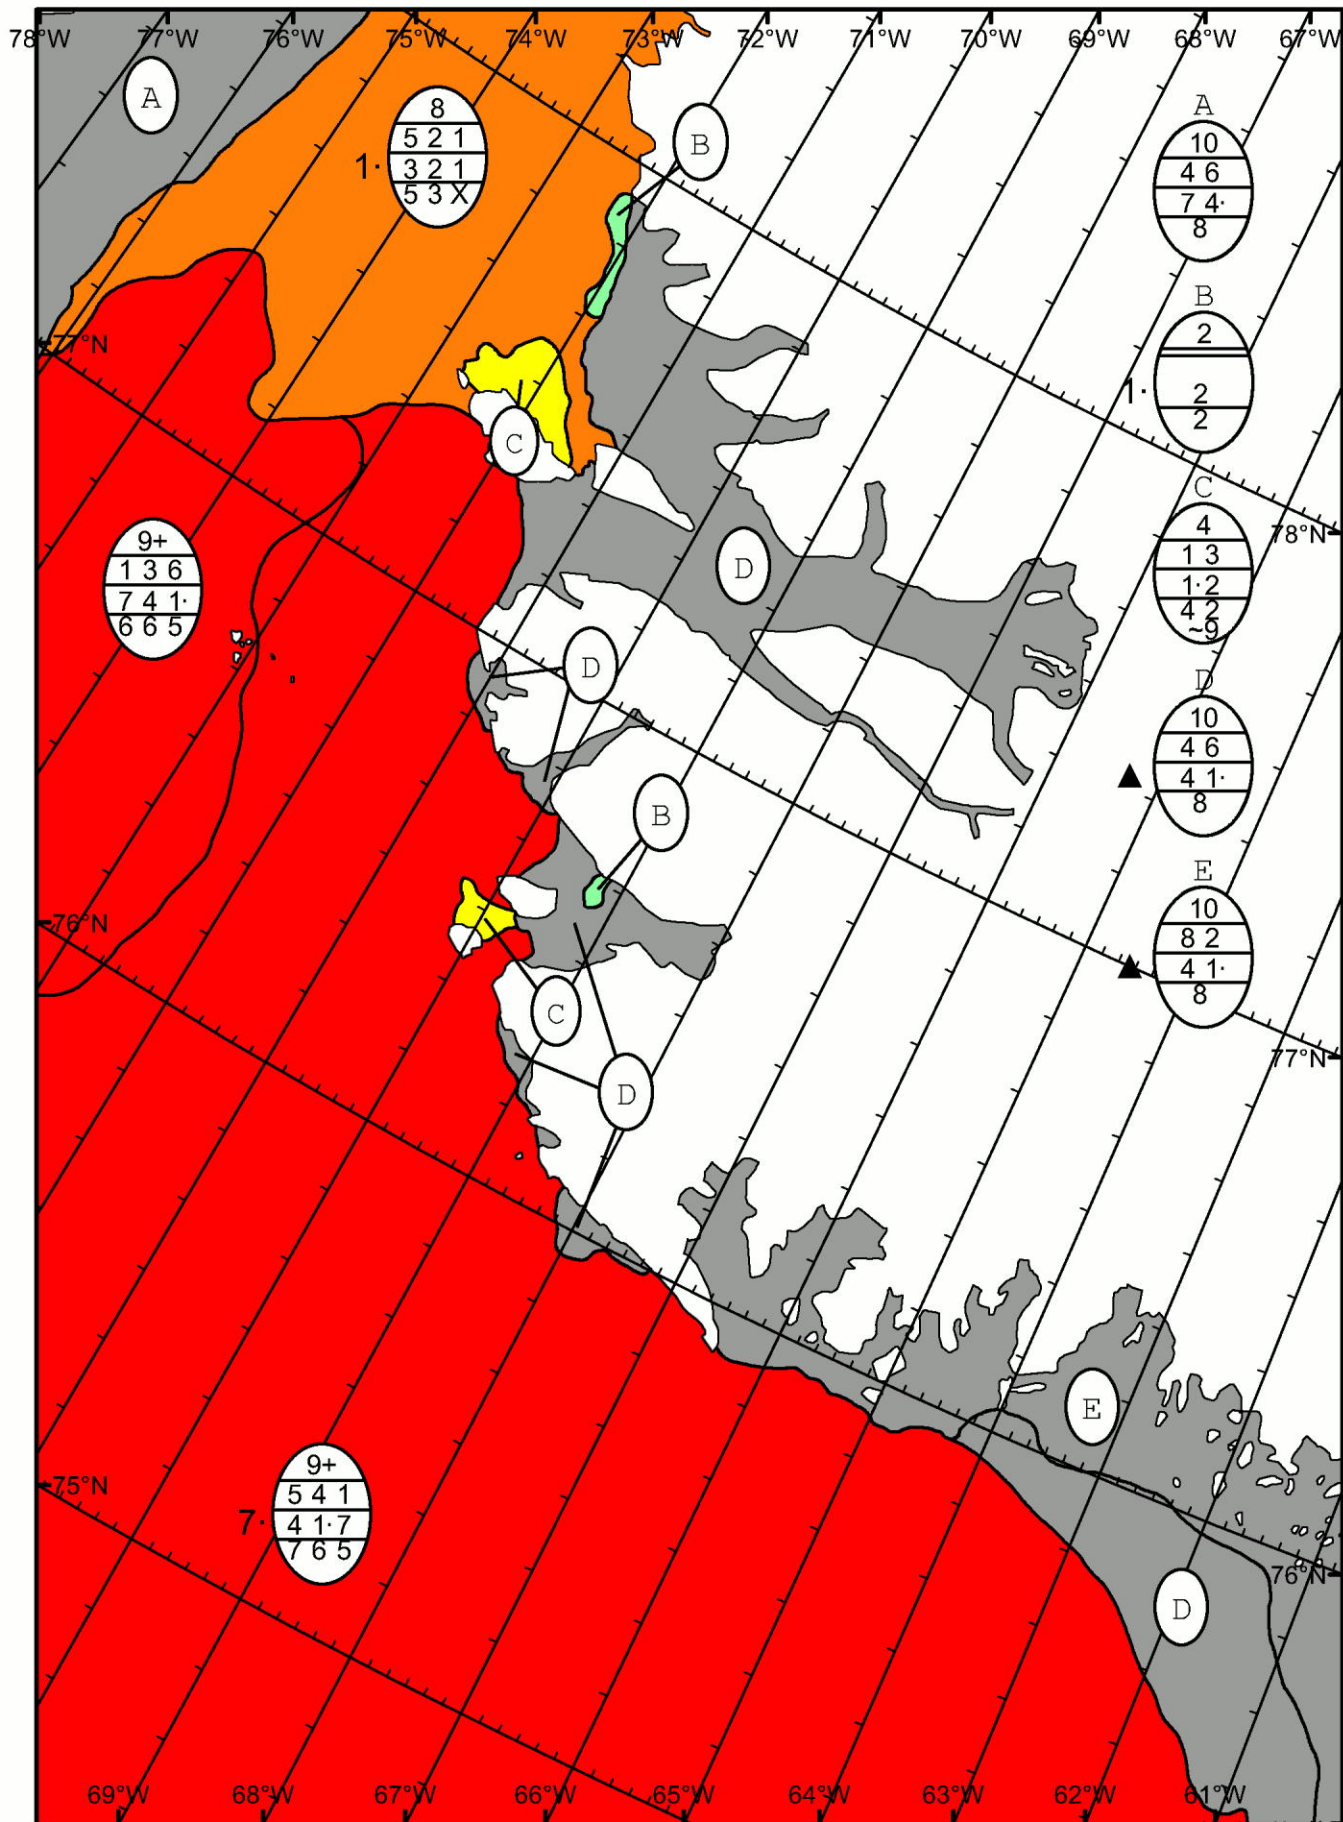 78°W 77°W 76°W 75°W 74°W 73°W 72°W 71°W 70°W 69°W 68°W 67°W
A
8
5 2 1
1· 3 2 1
5 3 X
B
A
10
4 6
7 4·
8
B
2
1· 2
2
77°N
C
C
4
1 3
1·2
4 2
~9
78°N
D
9+
1 3 6
7 4 1·
6 6 5
D
D
10
4 6
▲ 4 1·
8
B
E
10
8 2
▲ 4 1·
8
76°N
C
77°N
D
E
75°N
9+
5 4 1
7· 4 1·7
7 6 5
76°N
D
69°W 68°W 67°W 66°W 65°W 64°W 63°W 62°W 61°W